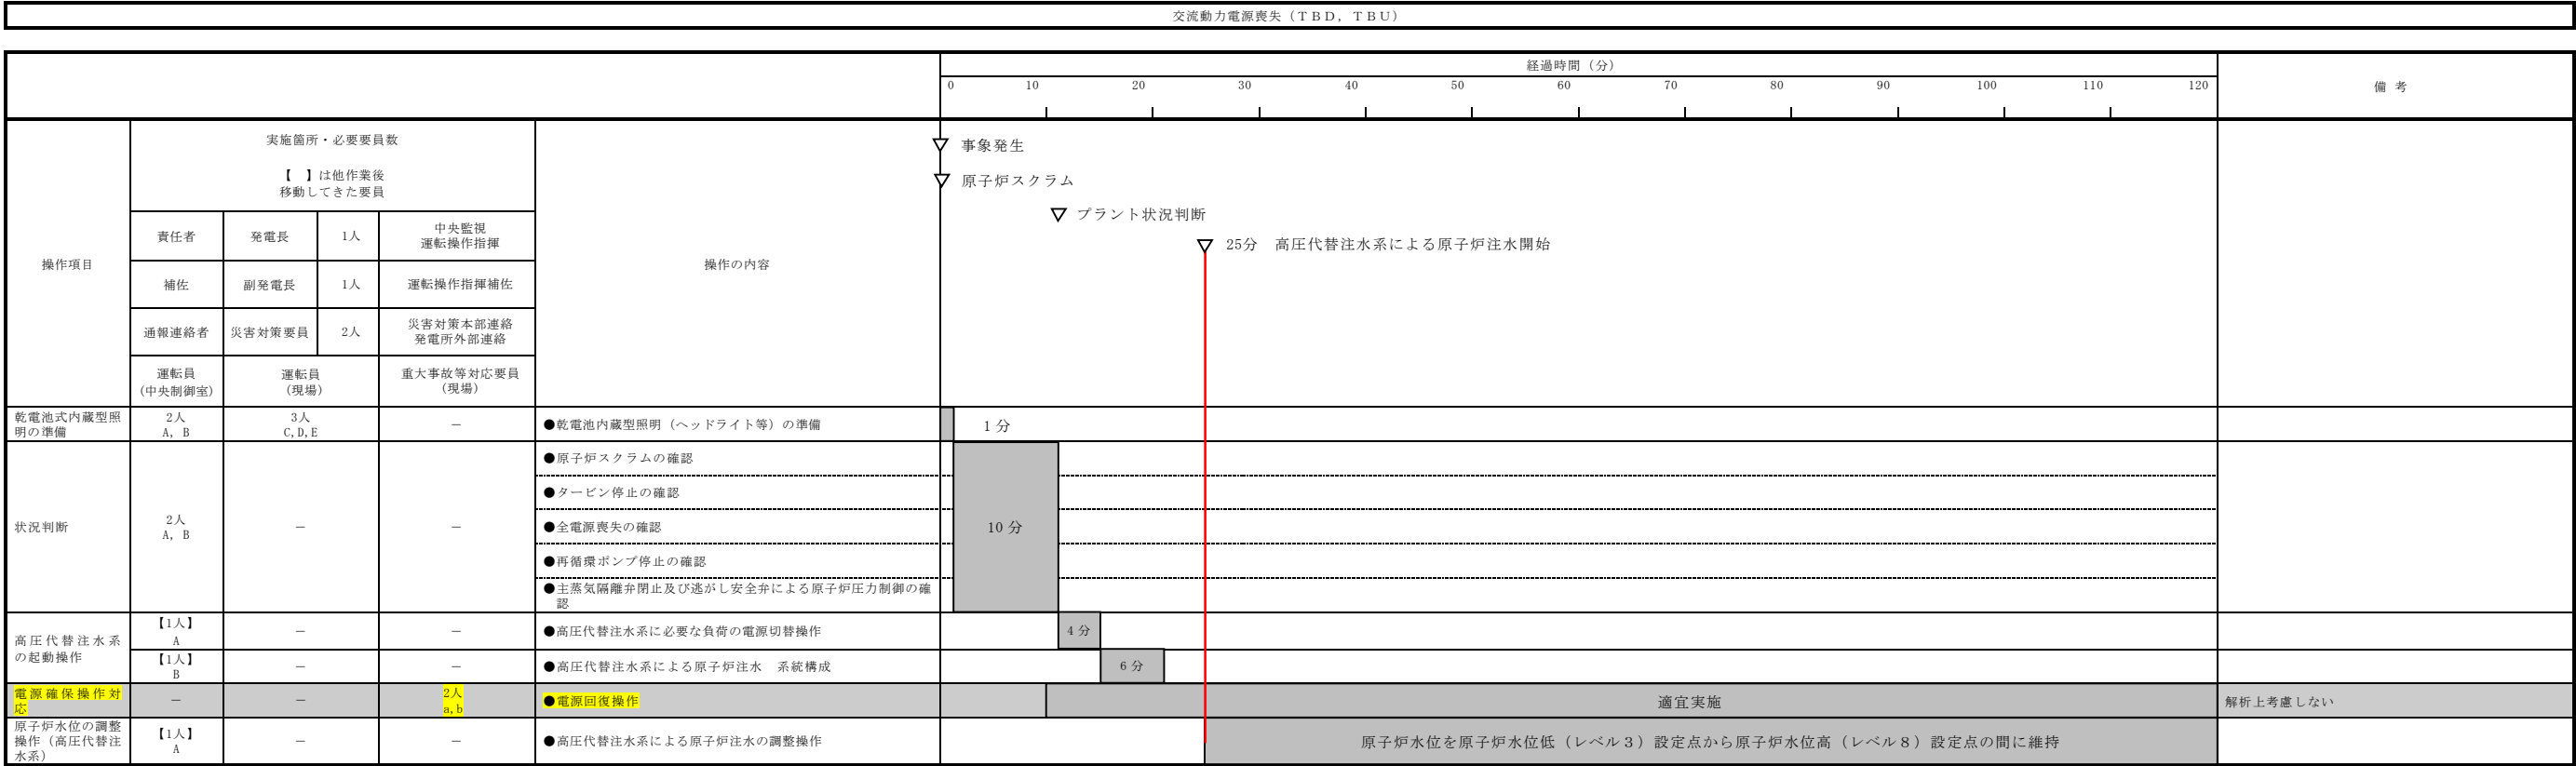 交流動力電源喪失（ＴＢＤ，ＴＢＵ）
経過時間（分）
備 考
0 10 20 30 40 50 60 70 80 90 100 110 120
操作項目
実施箇所・必要要員数
【　】は他作業後
移動してきた要員
責任者
発電長
1人
中央監視
運転操作指揮
補佐
副発電長
1人
運転操作指揮補佐
通報連絡者
災害対策要員
2人
災害対策本部連絡
発電所外部連絡
運転員
(中央制御室)
運転員
(現場)
重大事故等対応要員
(現場)
操作の内容
▽ 事象発生
▽ 原子炉スクラム
▽ プラント状況判断
▽ 25分　高圧代替注水系による原子炉注水開始
乾電池式内蔵型照
明の準備
2人
A, B
3人
C,D,E
－
●乾電池内蔵型照明（ヘッドライト等）の準備
1 分
状況判断
2人
A, B
－
－
●原子炉スクラムの確認
●タービン停止の確認
●全電源喪失の確認
●再循環ポンプ停止の確認
●主蒸気隔離弁閉止及び逃がし安全弁による原子炉圧力制御の確
認
10 分
高圧代替注水系
の起動操作
【1人】
A
－
－
●高圧代替注水系に必要な負荷の電源切替操作
4 分
【1人】
B
－
－
●高圧代替注水系による原子炉注水　系統構成
6 分
電源確保操作対
応
－
－
2人
a,b
●電源回復操作
適宜実施
解析上考慮しない
原子炉水位の調整
操作（高圧代替注
水系）
【1人】
A
－
－
●高圧代替注水系による原子炉注水の調整操作
原子炉水位を原子炉水位低（レベル３）設定点から原子炉水位高（レベル８）設定点の間に維持